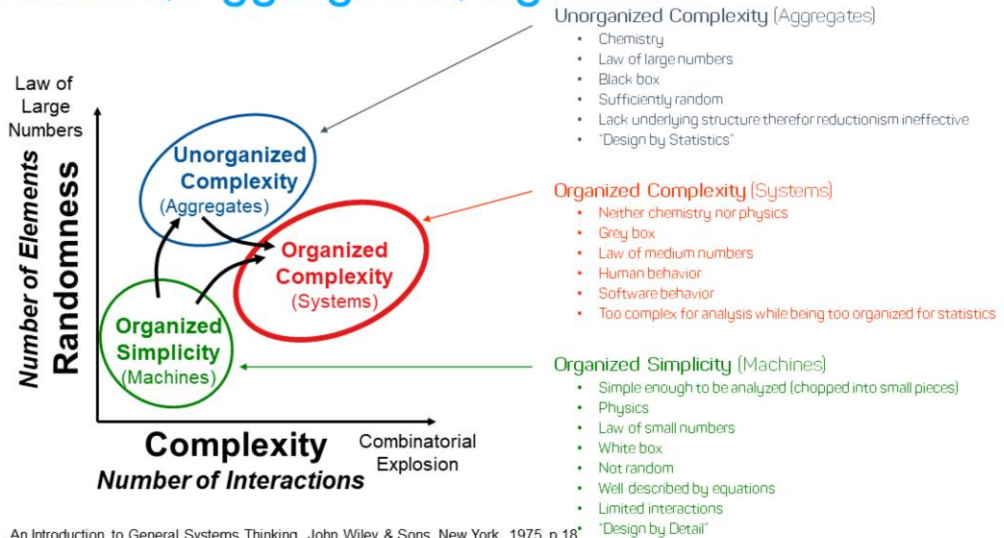 Unorganized Complexity (Aggregates)
• Chemistry
• Law of large numbers
• Black box
• Sufficiently random
• Lack underlying structure therefor reductionism ineffective
• "Design by Statistics"
Law of
Large
Numbers
Number of Elements
Randomness
Unorganized
Complexity
(Aggregates)
Organized
Complexity
(Systems)
Organized
Simplicity
(Machines)
Complexity
Number of Interactions
Combinatorial
Explosion
Organized Complexity (Systems)
• Neither chemistry nor physics
• Grey box
• Law of medium numbers
• Human behavior
• Software behavior
• Too complex for analysis while being too organized for statistics
Organized Simplicity (Machines)
• Simple enough to be analyzed (chopped into small pieces)
• Physics
• Law of small numbers
• White box
• Not random
• Well described by equations
• Limited interactions
• "Design by Detail"
An Introduction to General Systems Thinking, John Wiley & Sons, New York, 1975, p.18